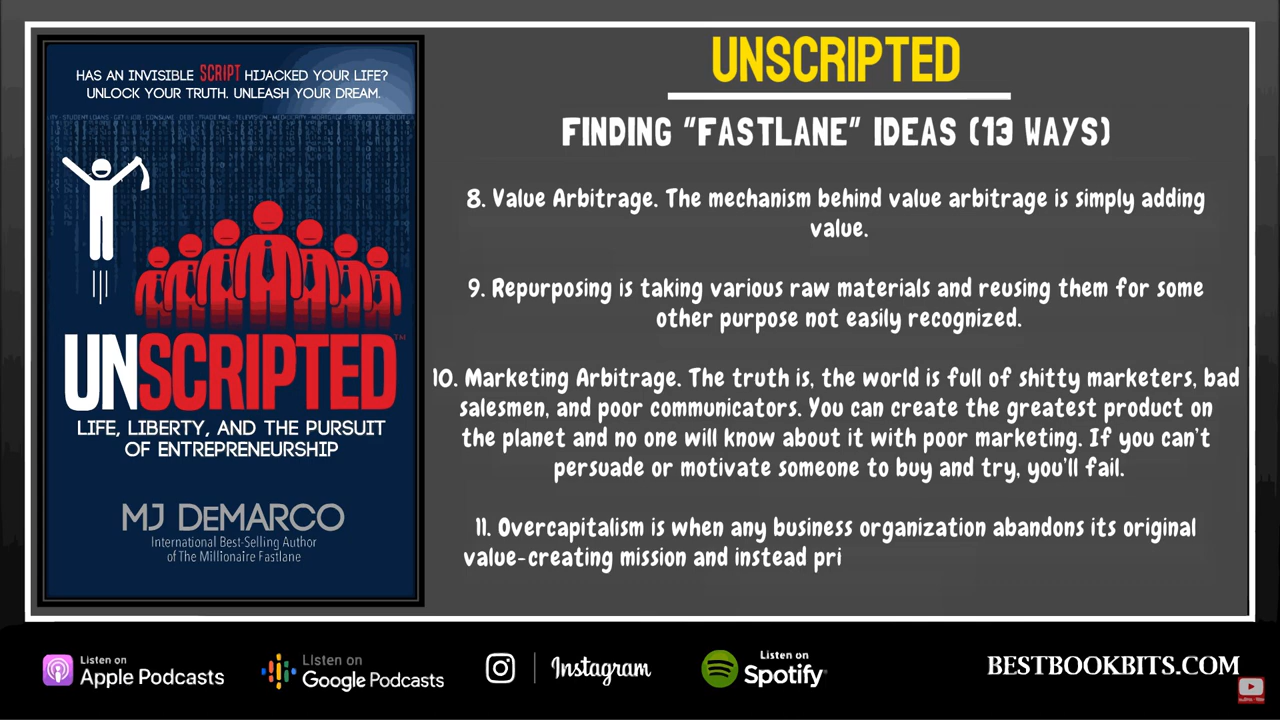 HAS AN INVISIBLE SCRIPT HIJACKED YOUR LIFE?
UNLOCK YOUR TRUTH. UNLEASH YOUR DREAM.
UNSCRIPTED™
LIFE, LIBERTY, AND THE PURSUIT
OF ENTREPRENEURSHIP
MJ DeMARCO
International Best-Selling Author
of The Millionaire Fastlane
UNSCRIPTED
FINDING "FASTLANE" IDEAS (13 WAYS)
8. Value Arbitrage. The mechanism behind value arbitrage is simply adding
value.
9. Repurposing is taking various raw materials and reusing them for some
other purpose not easily recognized.
10. Marketing Arbitrage. The truth is, the world is full of shitty marketers, bad
salesmen, and poor communicators. You can create the greatest product on
the planet and no one will know about it with poor marketing. If you can't
persuade or motivate someone to buy and try, you'll fail.
11. Overcapitalism is when any business organization abandons its original
value-creating mission and instead pri
Listen on
Apple Podcasts
Listen on
Google Podcasts
Instagram
Listen on
Spotify
BESTBOOKBITS.COM